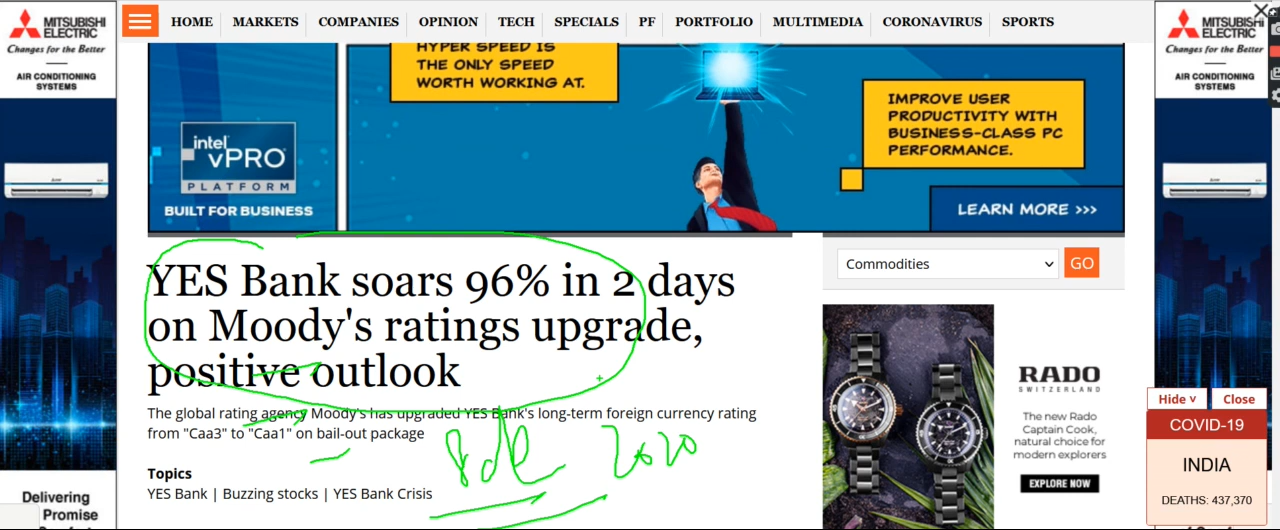 MITSUBISHI
ELECTRIC
Changes for the Better
AIR CONDITIONING
SYSTEMS
Delivering
Promise
HOME MARKETS COMPANIES OPINION TECH SPECIALS PF PORTFOLIO MULTIMEDIA CORONAVIRUS SPORTS
HYPER SPEED IS
THE ONLY SPEED
WORTH WORKING AT.
intel
vPRO
PLATFORM
BUILT FOR BUSINESS
IMPROVE USER
PRODUCTIVITY WITH
BUSINESS-CLASS PC
PERFORMANCE.
LEARN MORE >>>
YES Bank soars 96% in 2 days
on Moody's ratings upgrade,
positive outlook
The global rating agency Moody's has upgraded YES Bank's long-term foreign currency rating
from "Caa3" to "Caa1" on bail-out package
2020
Topics
YES Bank | Buzzing stocks | YES Bank Crisis
Commodities
GO
RADO
SWITZERLAND
The new Rado
Captain Cook,
natural choice for
modern explorers
EXPLORE NOW
MITSUBISHI
ELECTRIC
Changes for the Better
AIR CONDITIONING
SYSTEMS
Hide v Close
COVID-19
INDIA
DEATHS: 437,370